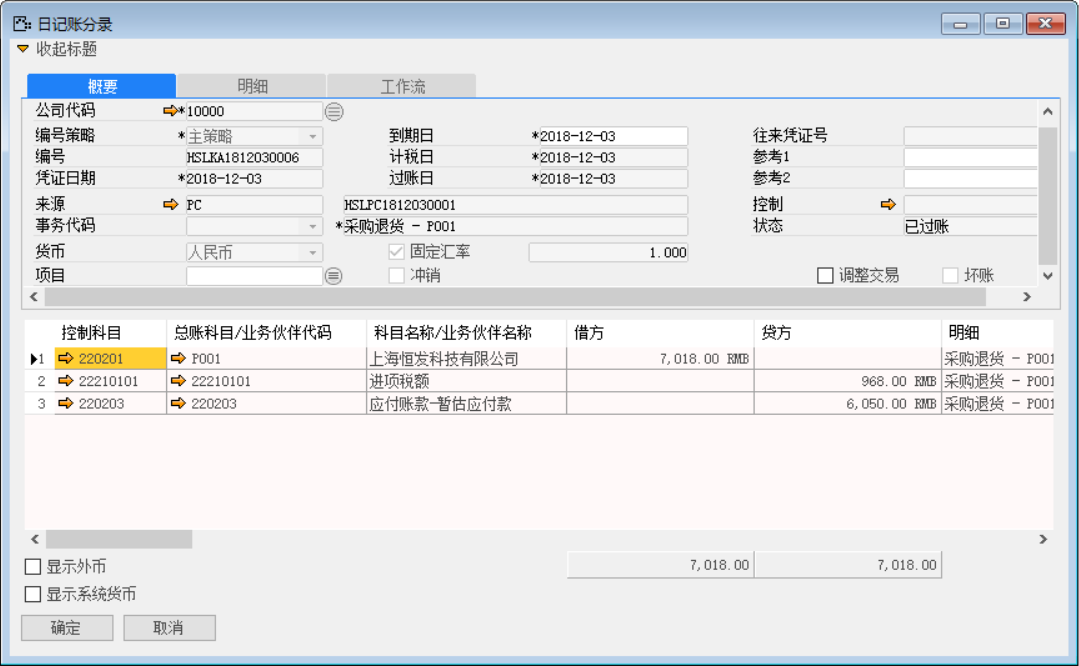 日记账分录
收起标题
概要 明细 工作流
公司代码 *10000
编号策略 *主策略 到期日 *2018-12-03 往来凭证号
编号 HSLKA1812030006 计税日 *2018-12-03 参考1
凭证日期 *2018-12-03 过账日 *2018-12-03 参考2
来源 PC HSLPC1812030001 控制
事务代码 *采购退货 - P001 状态 已过账
货币 人民币 固定汇率 1.000
项目 冲销 调整交易 坏账
控制科目 总账科目/业务伙伴代码 科目名称/业务伙伴名称 借方 贷方 明细
1 220201 P001 上海恒发科技有限公司 7,018.00 RMB 采购退货 - P001
2 22210101 22210101 进项税额 968.00 RMB 采购退货 - P001
3 220203 220203 应付账款-暂估应付款 6,050.00 RMB 采购退货 - P001
显示外币 7,018.00 7,018.00
显示系统货币
确定 取消